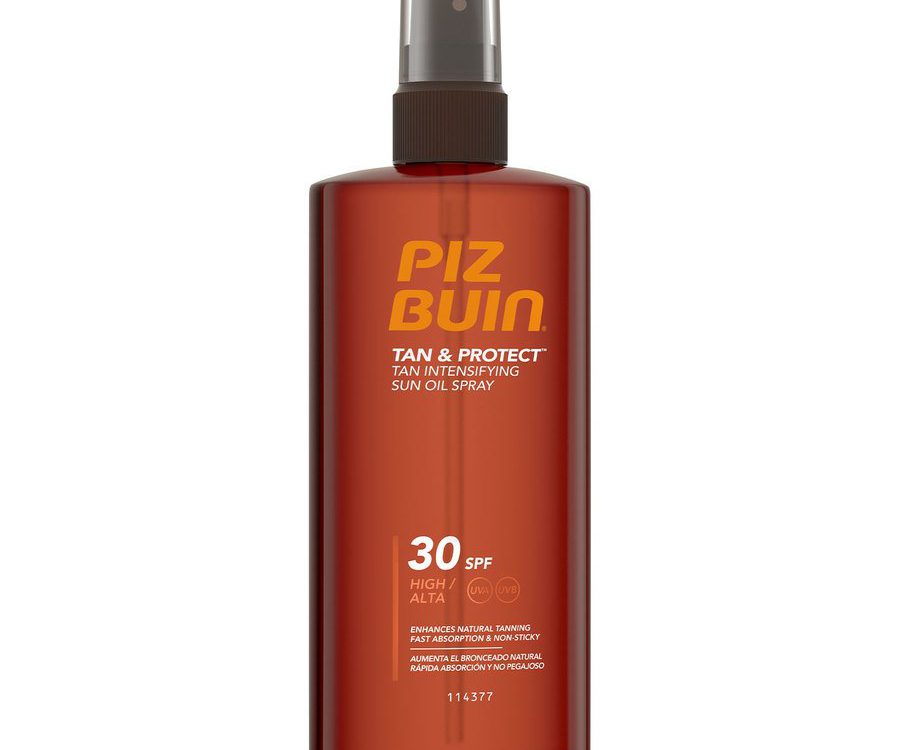 PIZ
BUIN®
TAN & PROTECT™
TAN INTENSIFYING
SUN OIL SPRAY
30 SPF
HIGH /
ALTA
UVA UVB
ENHANCES NATURAL TANNING
FAST ABSORPTION & NON-STICKY
AUMENTA EL BRONCEADO NATURAL
RÁPIDA ABSORCIÓN Y NO PEGAJOSO
114377